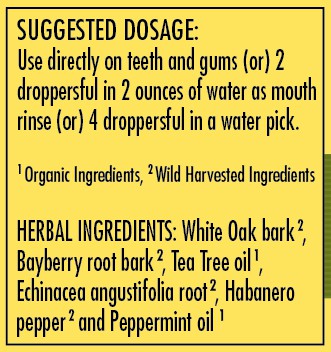 SUGGESTED DOSAGE:
Use directly on teeth and gums (or) 2
droppersful in 2 ounces of water as mouth
rinse (or) 4 droppersful in a water pick.
¹ Organic Ingredients, ² Wild Harvested Ingredients
HERBAL INGREDIENTS: White Oak bark ²,
Bayberry root bark ², Tea Tree oil ¹,
Echinacea angustifolia root ², Habanero
pepper ² and Peppermint oil ¹